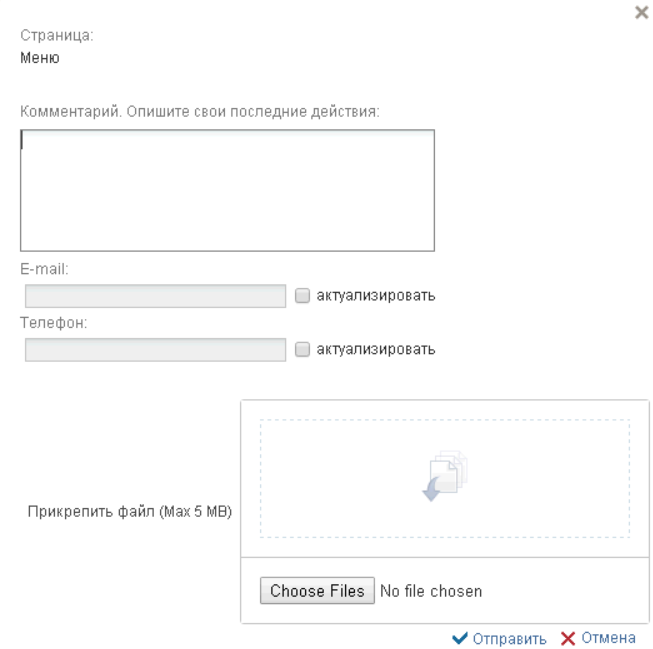 Страница:
Меню
Комментарий. Опишите свои последние действия:
E-mail:
актуализировать
Телефон:
актуализировать
Прикрепить файл (Max 5 MB)
Choose Files No file chosen
Отправить Отмена